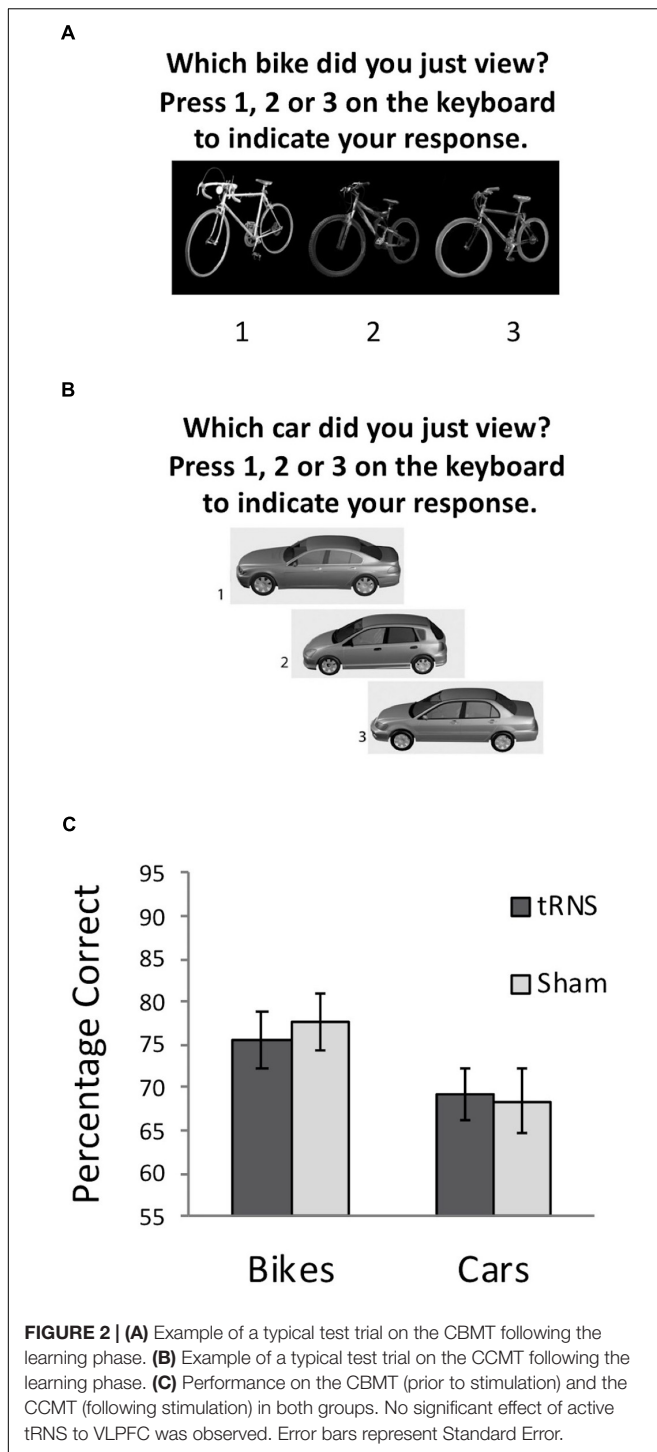 A
Which bike did you just view?
Press 1, 2 or 3 on the keyboard
to indicate your response.
1 2 3
B
Which car did you just view?
Press 1, 2 or 3 on the keyboard
to indicate your response.
1
2
3
C
Percentage Correct
95
90
85
80
75
70
65
60
55
tRNS
Sham
Bikes Cars
FIGURE 2 | (A) Example of a typical test trial on the CBMT following the
learning phase. (B) Example of a typical test trial on the CCMT following the
learning phase. (C) Performance on the CBMT (prior to stimulation) and the
CCMT (following stimulation) in both groups. No significant effect of active
tRNS to VLPFC was observed. Error bars represent Standard Error.